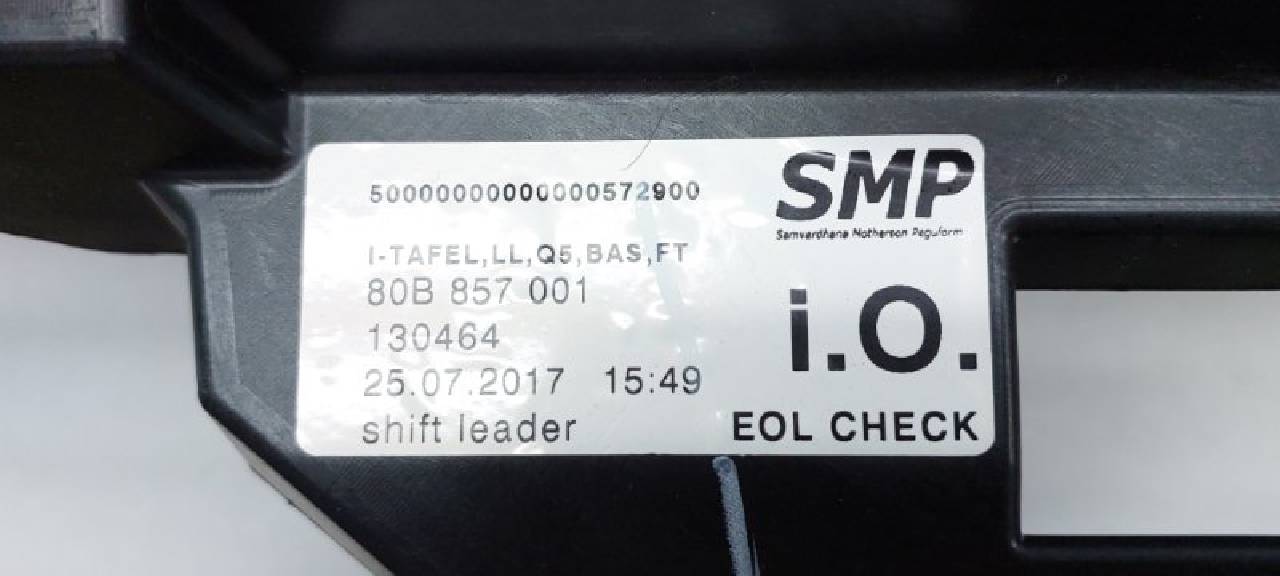 50000000000000572900
SMP
Samvardhana Motherson Peguform
I-TAFEL,LL,Q5,BAS,FT
80B 857 001
i.O.
130464
25.07.2017 15:49
shift leader
EOL CHECK